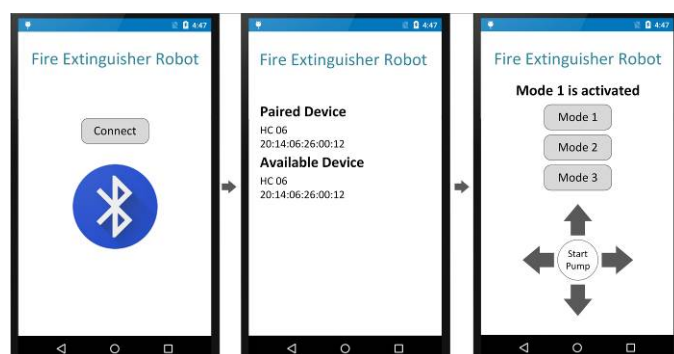 4:47
Fire Extinguisher Robot
Connect
4:47
Fire Extinguisher Robot
Paired Device
HC 06
20:14:06:26:00:12
Available Device
HC 06
20:14:06:26:00:12
4:47
Fire Extinguisher Robot
Mode 1 is activated
Mode 1
Mode 2
Mode 3
Start
Pump